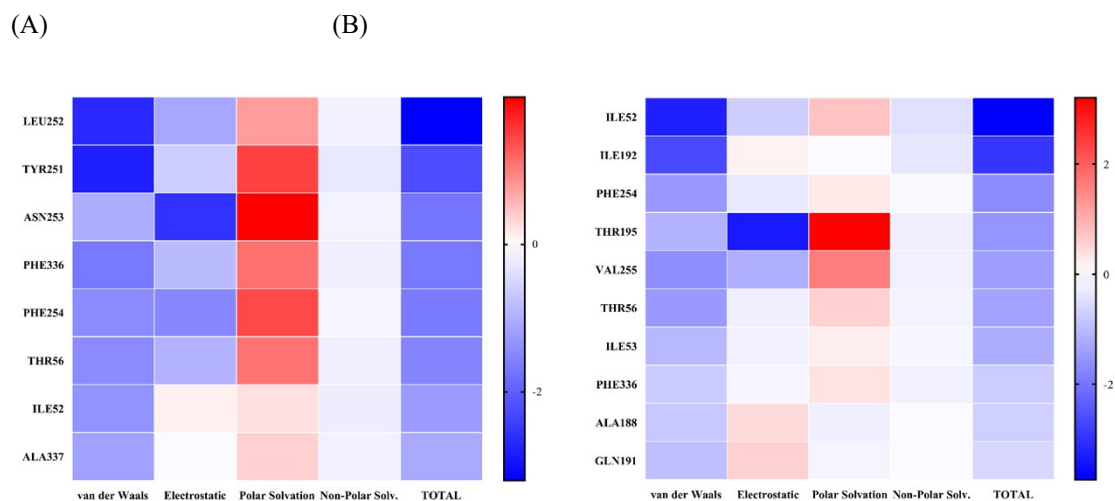 (A) (B)
LEU252
TYR251
ASN253
PHE336
PHE254
THR56
ILE52
ALA337
van der Waals Electrostatic Polar Solvation Non-Polar Solv. TOTAL
0
-2
ILE52
ILE192
PHE254
THR195
VAL255
THR56
ILE53
PHE336
ALA188
GLN191
van der Waals Electrostatic Polar Solvation Non-Polar Solv. TOTAL
2
0
-2